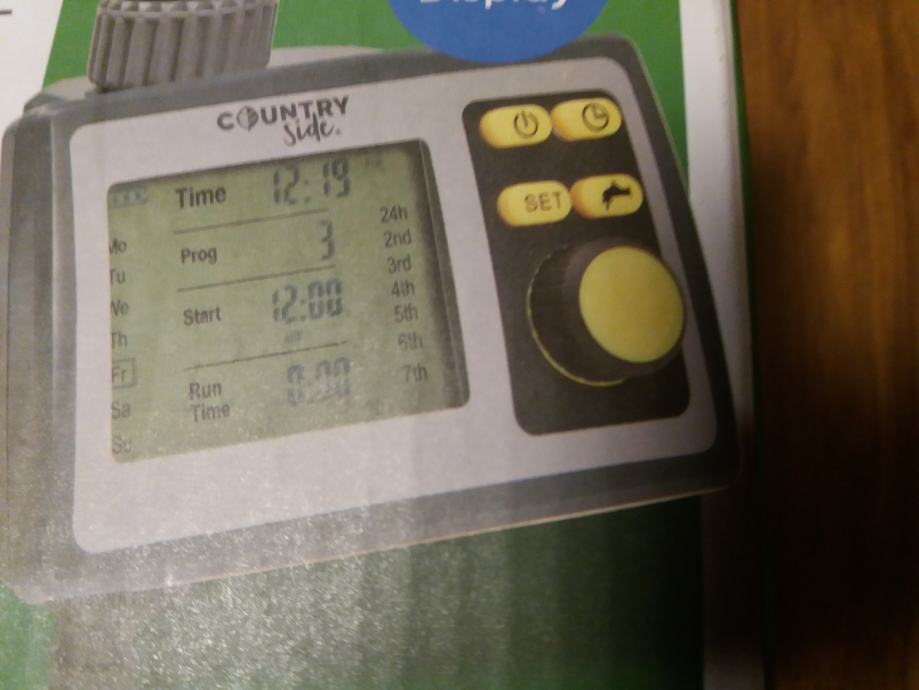 Display
COUNTRY
side.
Time 12:19
24h
Mo
2nd
Prog 3
Tu
3rd
We
4th
Start 12:00
5th
Th
6th
Fr
7th
Run
Time 0:00
Sa
Su
SET